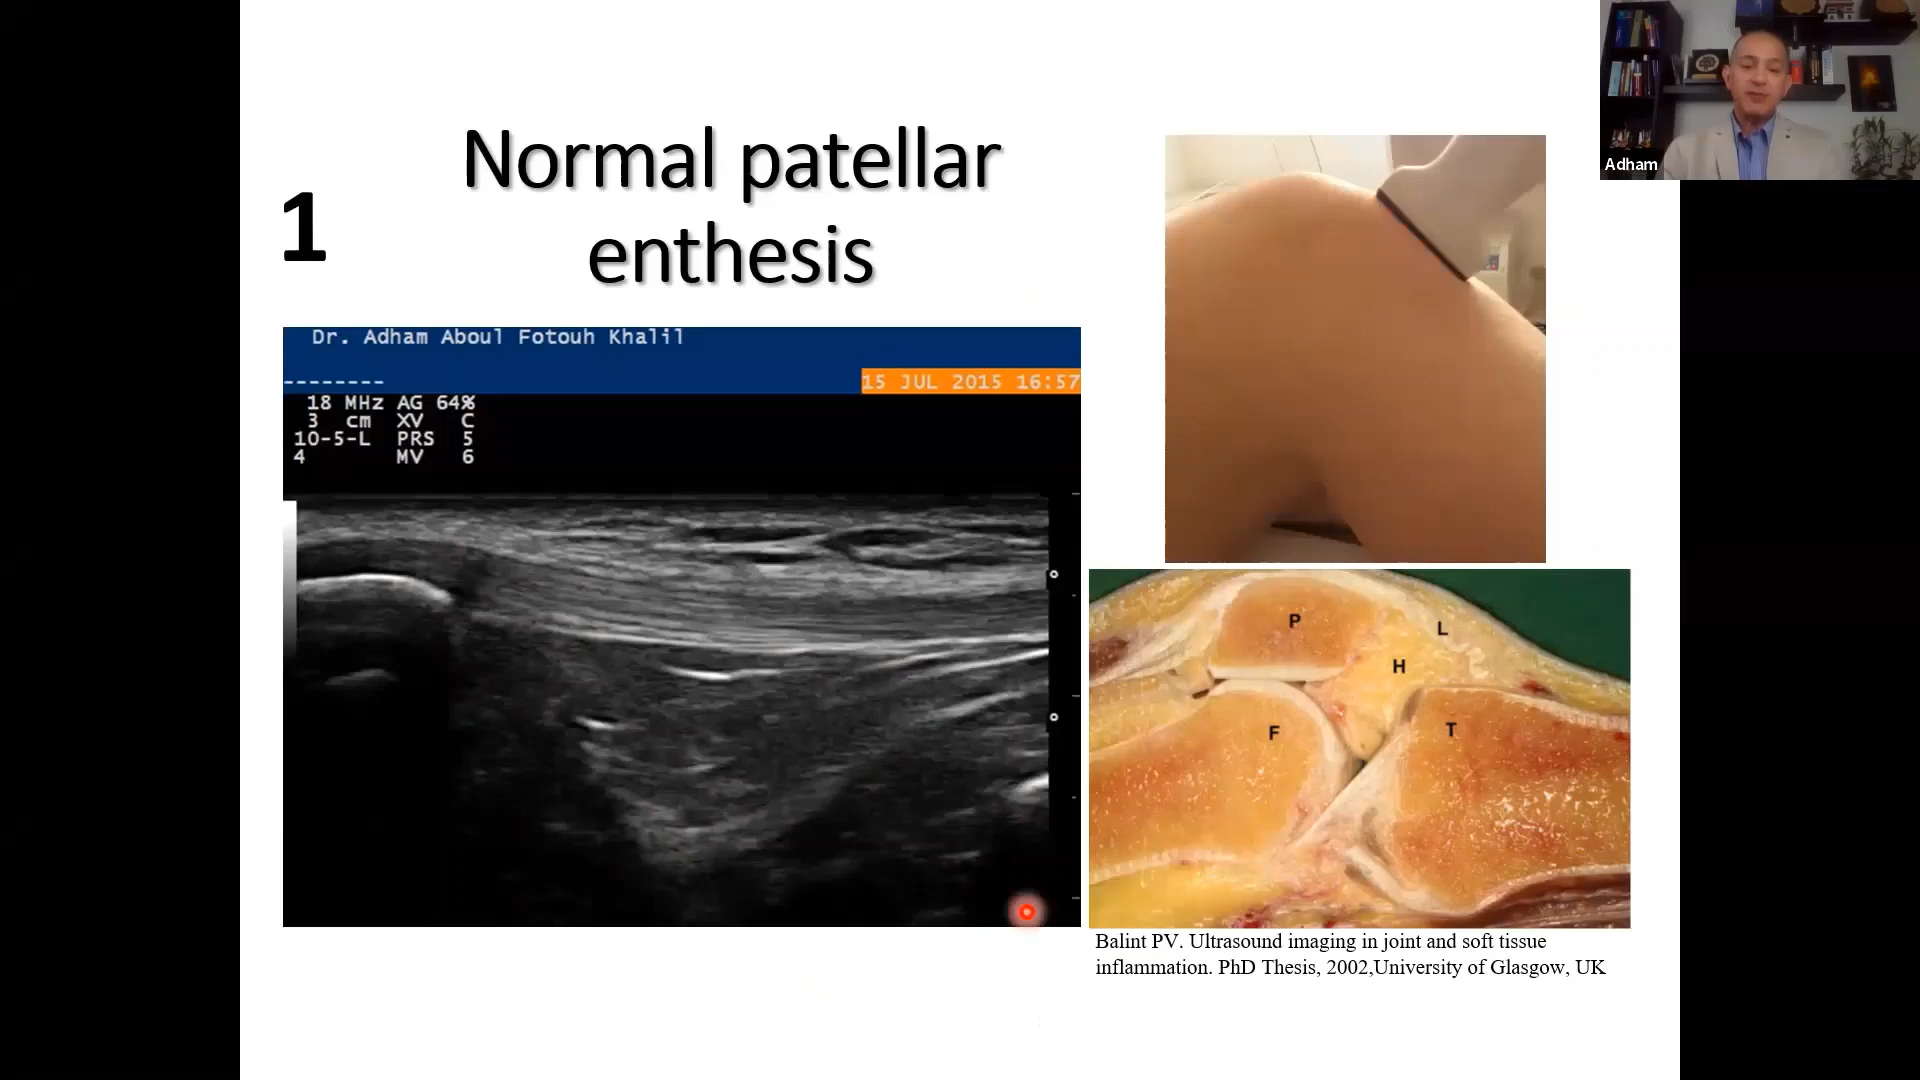 Adham
Normal patellar
enthesis
1
Dr. Adham Aboul Fotouh Khalil
--------
15 JUL 2015 16:57
18 MHz AG 64%
3 cm XV C
10-5-L PRS 5
4 MV 6
P
L
H
F
T
Balint PV. Ultrasound imaging in joint and soft tissue
inflammation. PhD Thesis, 2002,University of Glasgow, UK